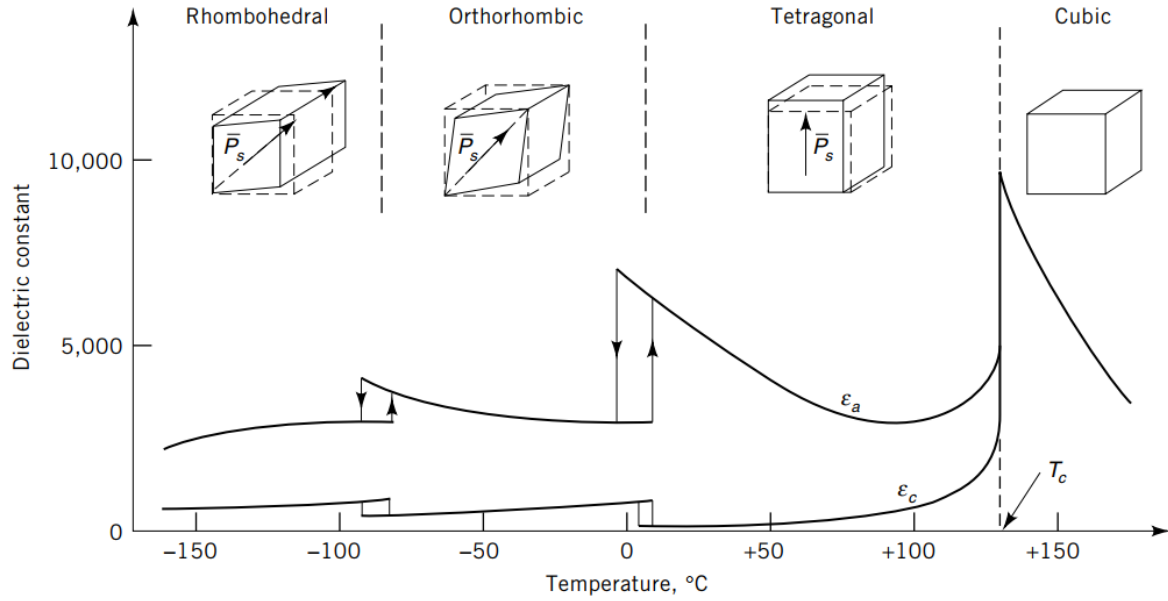 Rhombohedral
Orthorhombic
Tetragonal
Cubic
P̅s
P̅s
P̅s
10,000
5,000
0
Dielectric constant
εa
εc
Tc
–150
–100
–50
0
+50
+100
+150
Temperature, °C